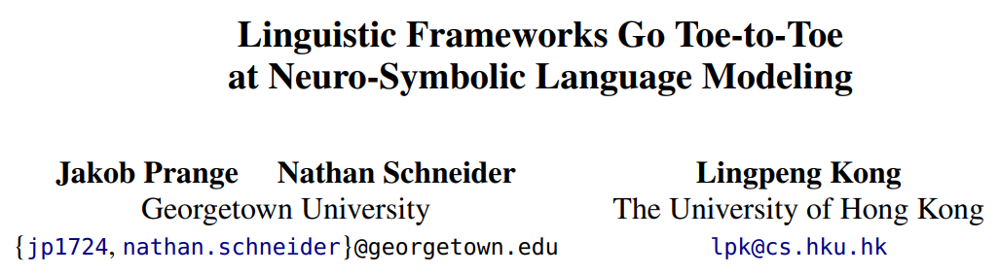 Linguistic Frameworks Go Toe-to-Toe
at Neuro-Symbolic Language Modeling
Jakob Prange Nathan Schneider
Georgetown University
{jp1724, nathan.schneider}@georgetown.edu
Lingpeng Kong
The University of Hong Kong
lpk@cs.hku.hk